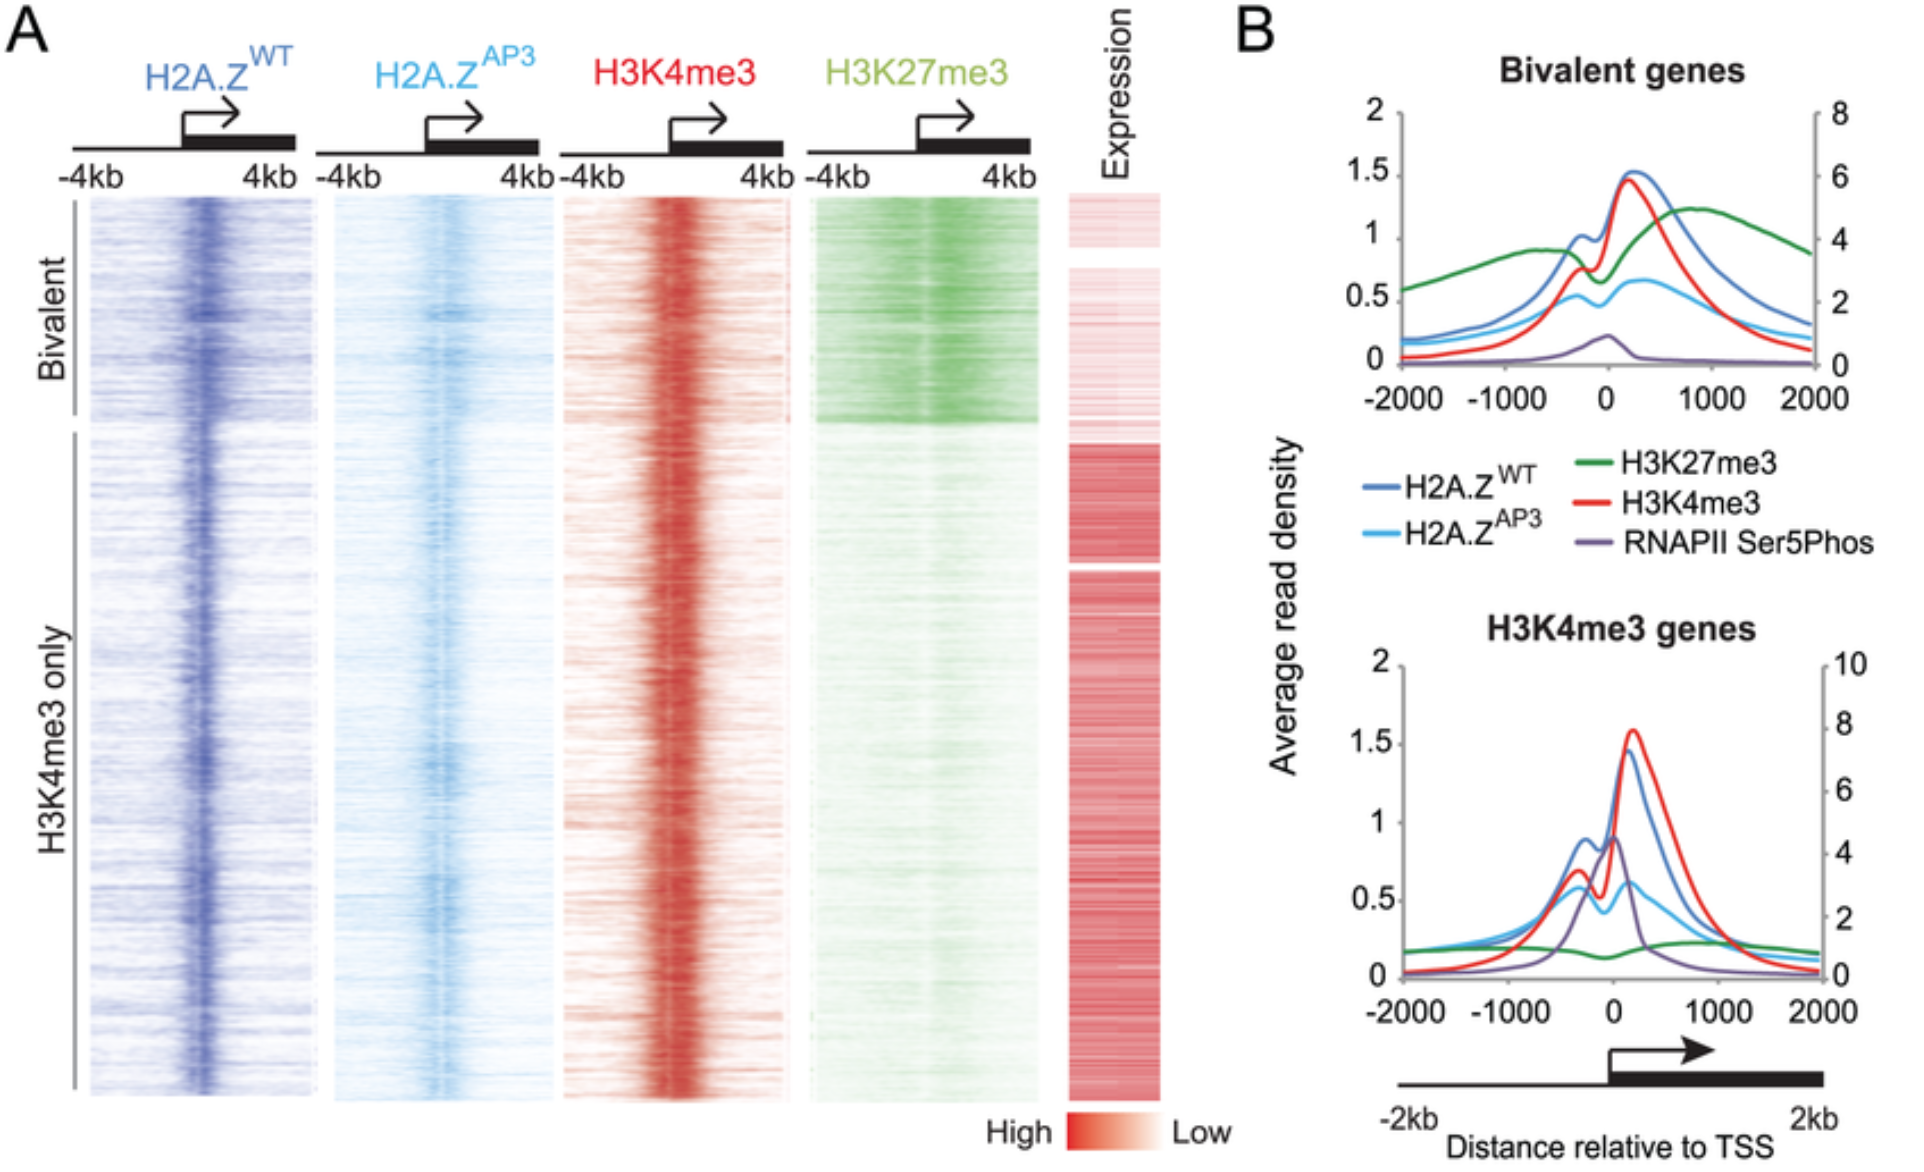 A
H2A.Z^WT
H2A.Z^AP3
H3K4me3
H3K27me3
Expression
-4kb 4kb
-4kb 4kb
-4kb 4kb
-4kb 4kb
Bivalent
H3K4me3 only
High Low
B
Bivalent genes
2
1.5
1
0.5
0
8
6
4
2
0
-2000 -1000 0 1000 2000
Average read density
H2A.Z^WT
H2A.Z^AP3
H3K27me3
H3K4me3
RNAPII Ser5Phos
H3K4me3 genes
2
1.5
1
0.5
0
10
8
6
4
2
0
-2000 -1000 0 1000 2000
-2kb 2kb
Distance relative to TSS